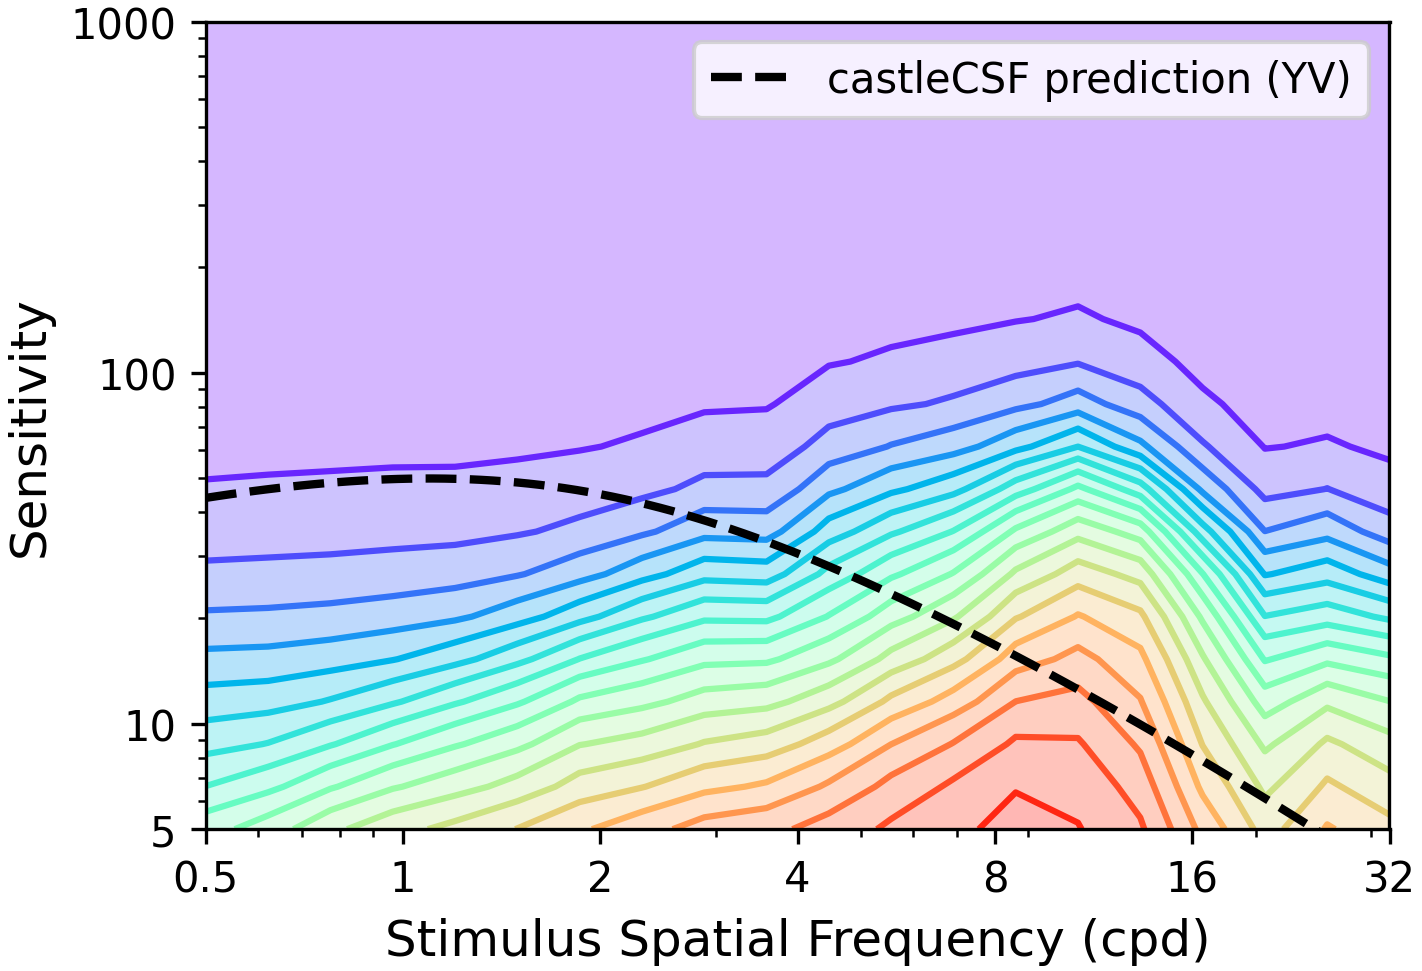 1000
castleCSF prediction (YV)
100
Sensitivity
10
5
0.5 1 2 4 8 16 32
Stimulus Spatial Frequency (cpd)